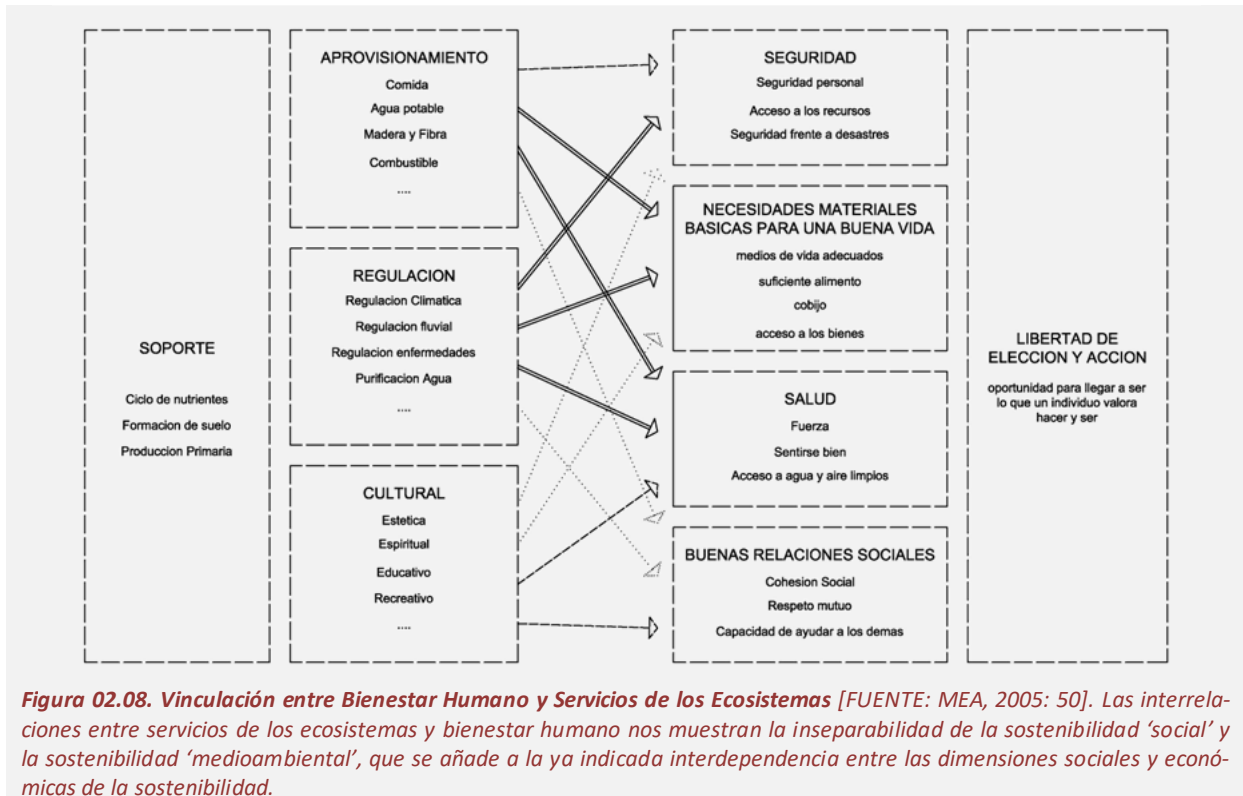 SOPORTE
Ciclo de nutrientes
Formacion de suelo
Produccion Primaria
APROVISIONAMIENTO
Comida
Agua potable
Madera y Fibra
Combustible
....
REGULACION
Regulacion Climatica
Regulacion fluvial
Regulacion enfermedades
Purificacion Agua
....
CULTURAL
Estetica
Espiritual
Educativo
Recreativo
....
SEGURIDAD
Seguridad personal
Acceso a los recursos
Seguridad frente a desastres
NECESIDADES MATERIALES
BASICAS PARA UNA BUENA VIDA
medios de vida adecuados
suficiente alimento
cobijo
acceso a los bienes
SALUD
Fuerza
Sentirse bien
Acceso a agua y aire limpios
BUENAS RELACIONES SOCIALES
Cohesion Social
Respeto mutuo
Capacidad de ayudar a los demas
LIBERTAD DE
ELECCION Y ACCION
oportunidad para llegar a ser
lo que un individuo valora
hacer y ser
Figura 02.08. Vinculación entre Bienestar Humano y Servicios de los Ecosistemas [FUENTE: MEA, 2005: 50]. Las interrela-
ciones entre servicios de los ecosistemas y bienestar humano nos muestran la inseparabilidad de la sostenibilidad ‘social’ y
la sostenibilidad ‘medioambiental’, que se añade a la ya indicada interdependencia entre las dimensiones sociales y econó-
micas de la sostenibilidad.